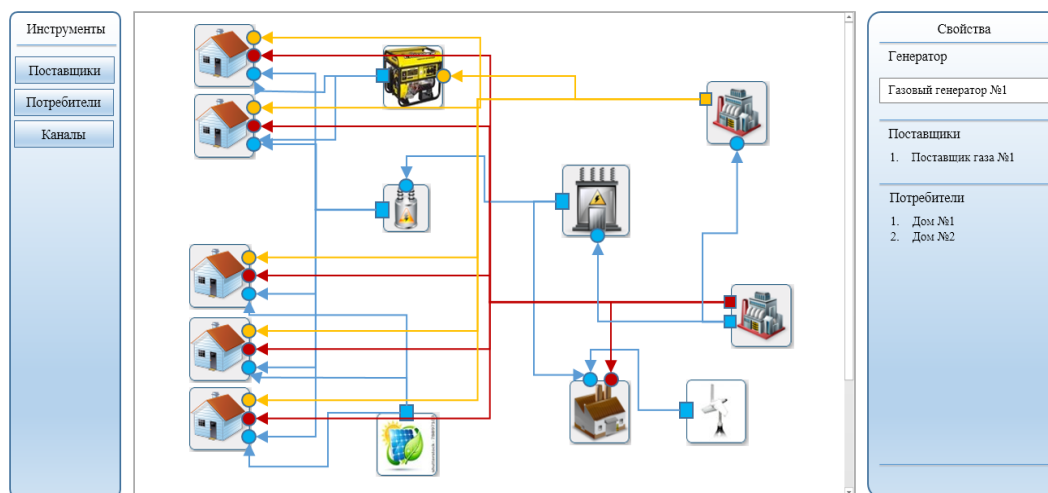 Инструменты
Поставщики
Потребители
Каналы
Свойства
Генератор
Газовый генератор №1
Поставщики
1. Поставщик газа №1
Потребители
1. Дом №1
2. Дом №2